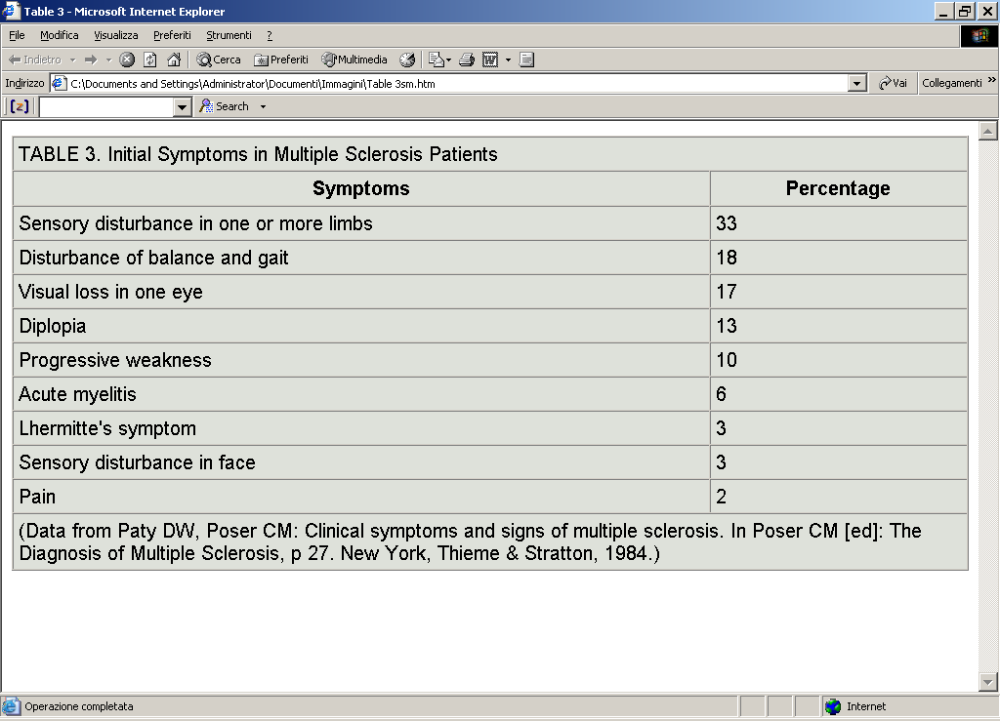 Table 3 - Microsoft Internet Explorer
File Modifica Visualizza Preferiti Strumenti ?
Indietro Cerca Preferiti Multimedia
Indirizzo C:\Documents and Settings\Administrator\Documenti\Immagini\Table 3sm.htm Vai Collegamenti »
[z] Search
TABLE 3. Initial Symptoms in Multiple Sclerosis Patients
Symptoms Percentage
Sensory disturbance in one or more limbs 33
Disturbance of balance and gait 18
Visual loss in one eye 17
Diplopia 13
Progressive weakness 10
Acute myelitis 6
Lhermitte's symptom 3
Sensory disturbance in face 3
Pain 2
(Data from Paty DW, Poser CM: Clinical symptoms and signs of multiple sclerosis. In Poser CM [ed]: The
Diagnosis of Multiple Sclerosis, p 27. New York, Thieme & Stratton, 1984.)
Operazione completata Internet